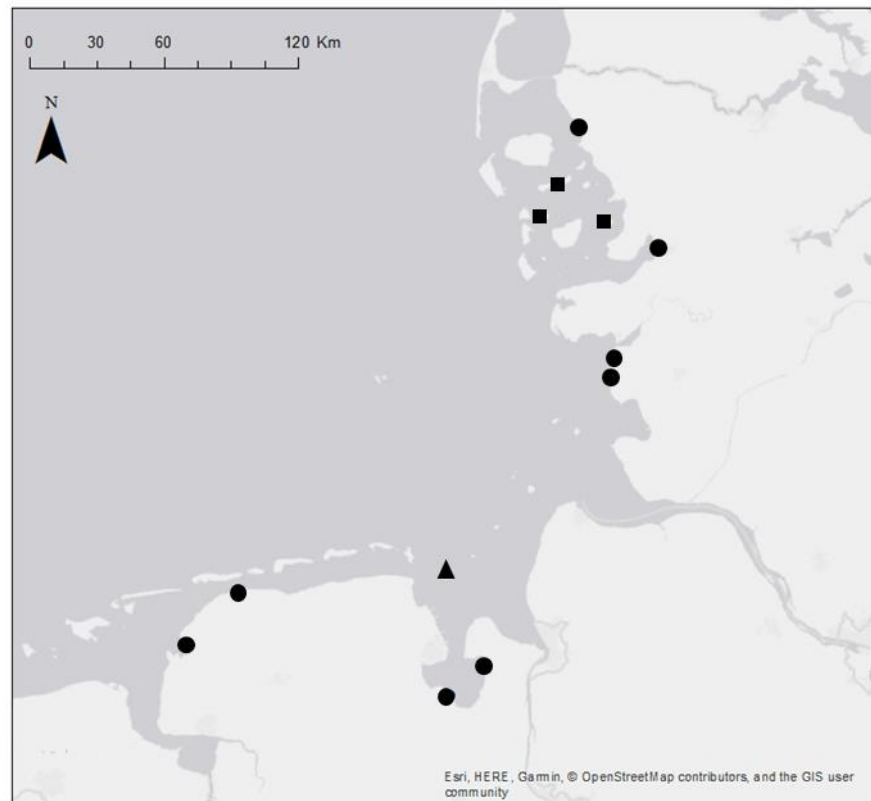 0 30 60 120 Km
N
Esri, HERE, Garmin, © OpenStreetMap contributors, and the GIS user
community